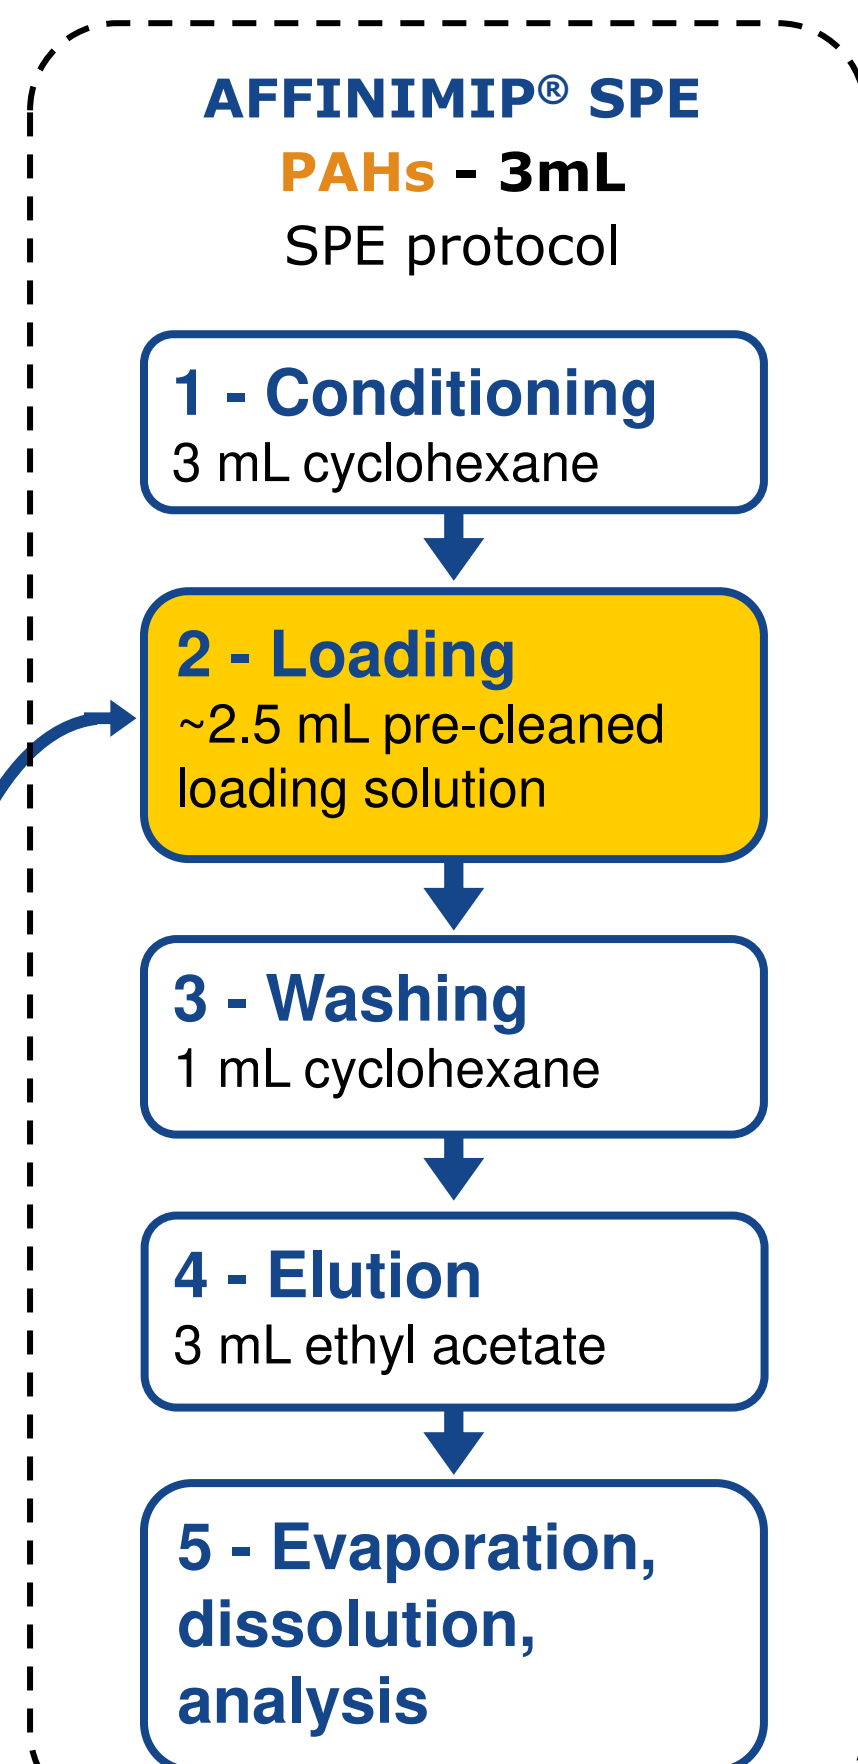 AFFINIMIP® SPE
PAHs - 3mL
SPE protocol
1 - Conditioning
3 mL cyclohexane
2 - Loading
~2.5 mL pre-cleaned
loading solution
3 - Washing
1 mL cyclohexane
4 - Elution
3 mL ethyl acetate
5 - Evaporation,
dissolution,
analysis